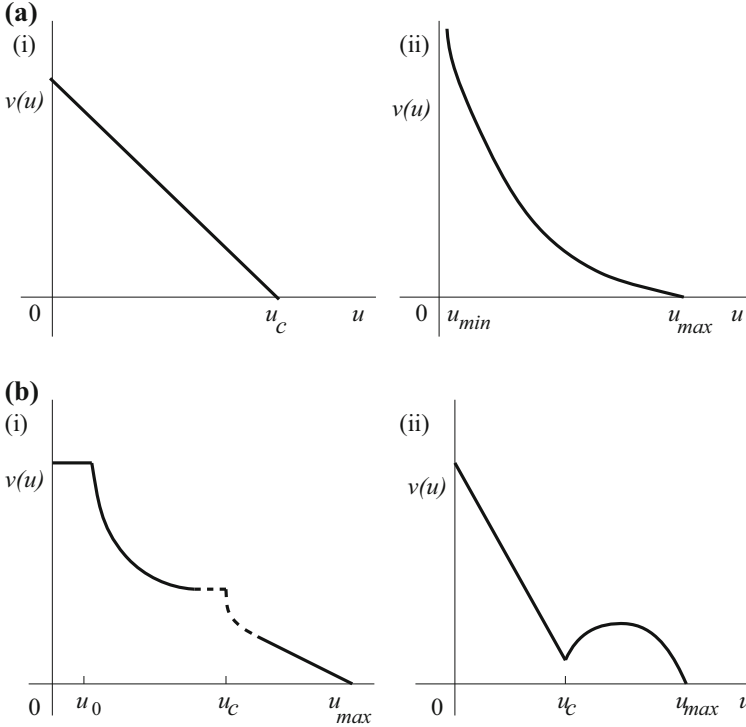 (a)
(i)
v(u)
0
u_c
u
(ii)
v(u)
0
u_min
u_max
u
(b)
(i)
v(u)
0
u_0
u_c
u_max
(ii)
v(u)
0
u_c
u_max
u